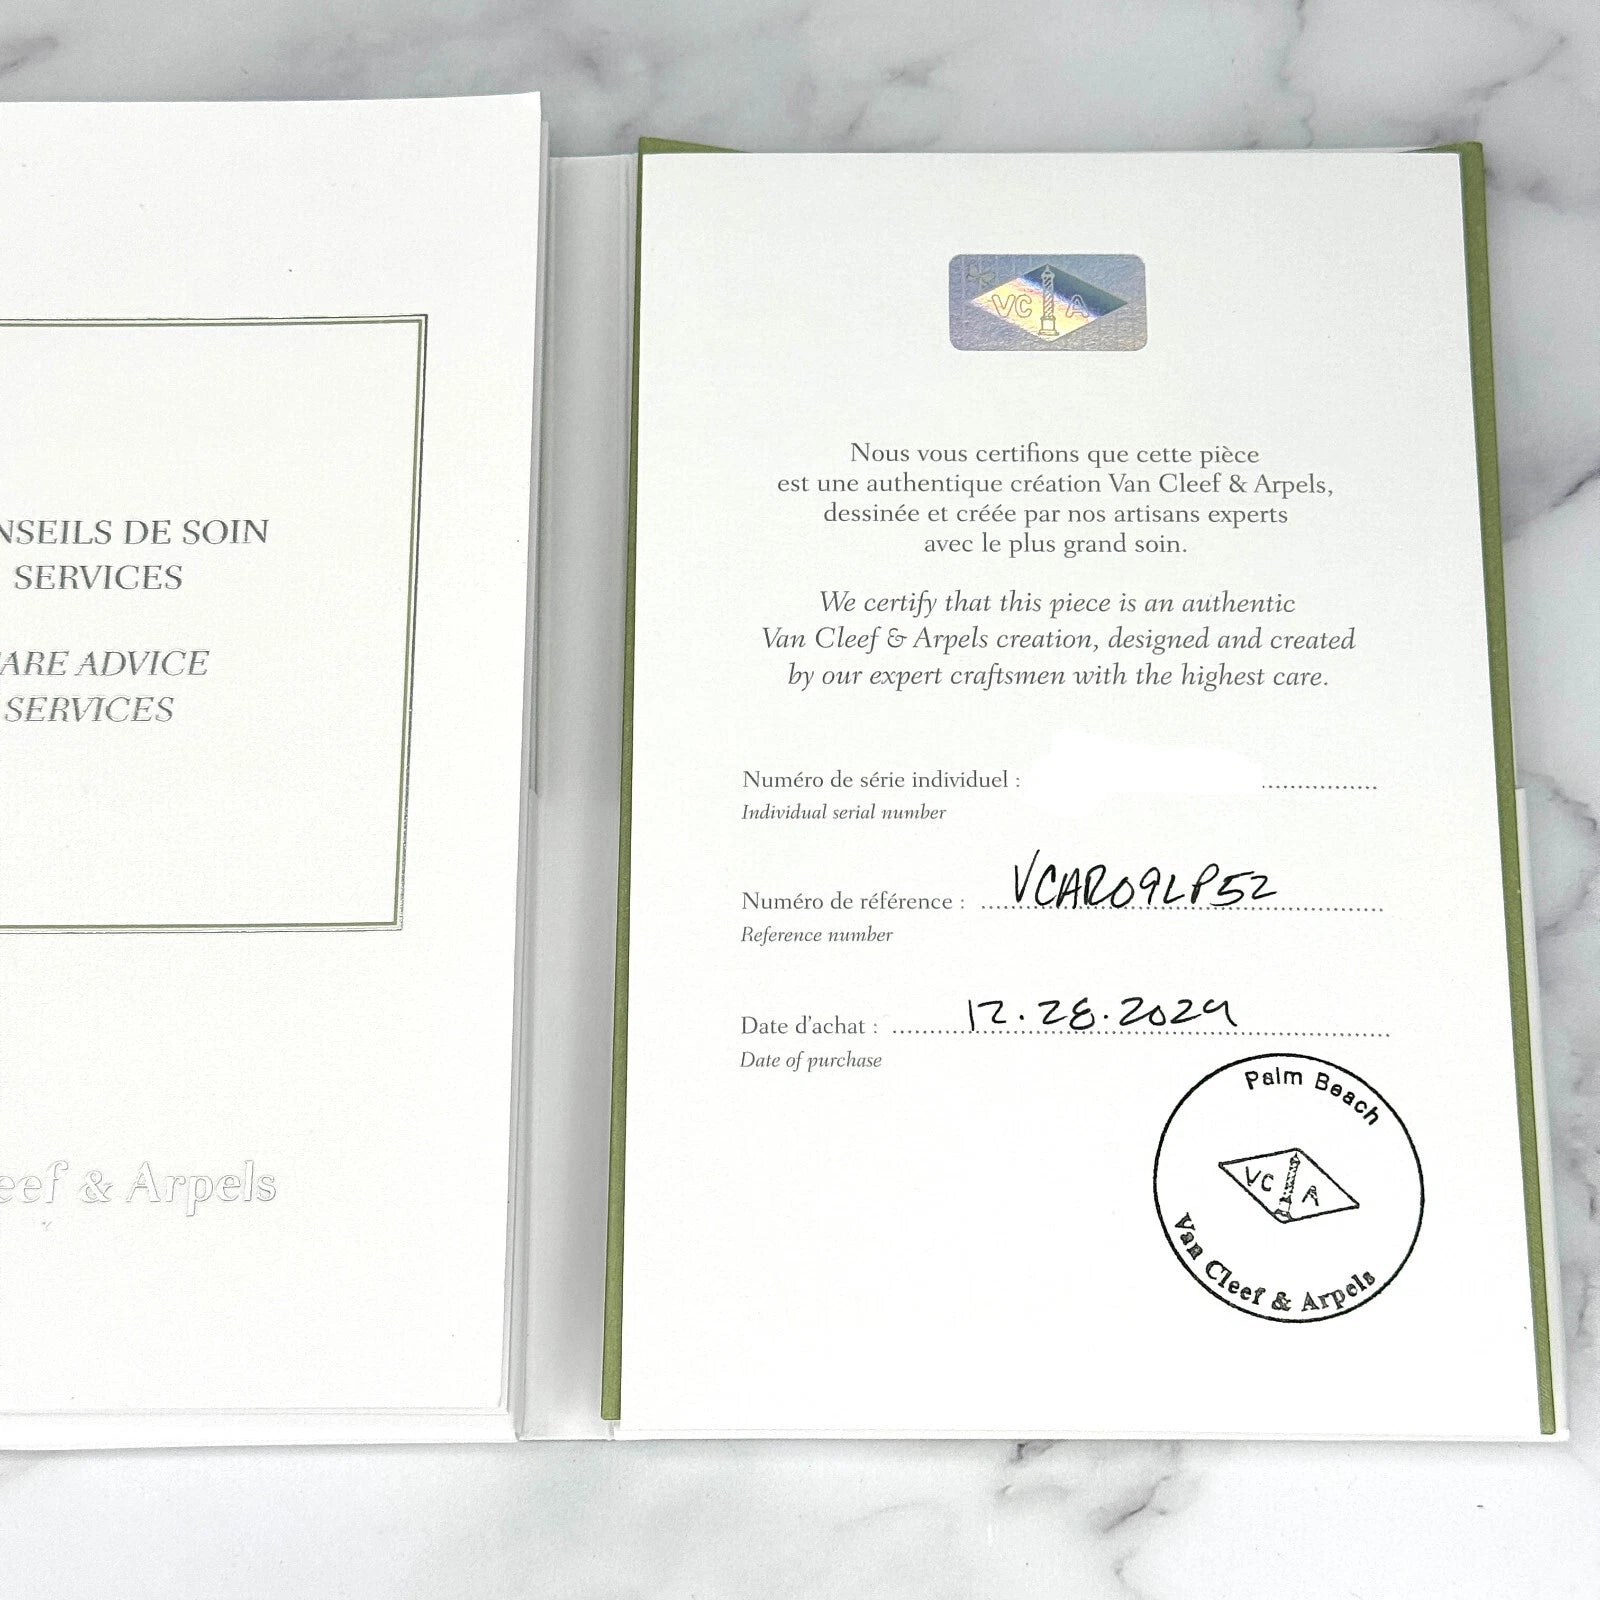 NSEILS DE SOIN
SERVICES
ARE ADVICE
SERVICES
eef & Arpels
VC A
Nous vous certifions que cette pièce
est une authentique création Van Cleef & Arpels,
dessinée et créée par nos artisans experts
avec le plus grand soin.
We certify that this piece is an authentic
Van Cleef & Arpels creation, designed and created
by our expert craftsmen with the highest care.
Numéro de série individuel :
Individual serial number
Numéro de référence : VCARO9LP52
Reference number
Date d'achat : 12.28.2024
Date of purchase
Palm Beach
VC A
Van Cleef & Arpels